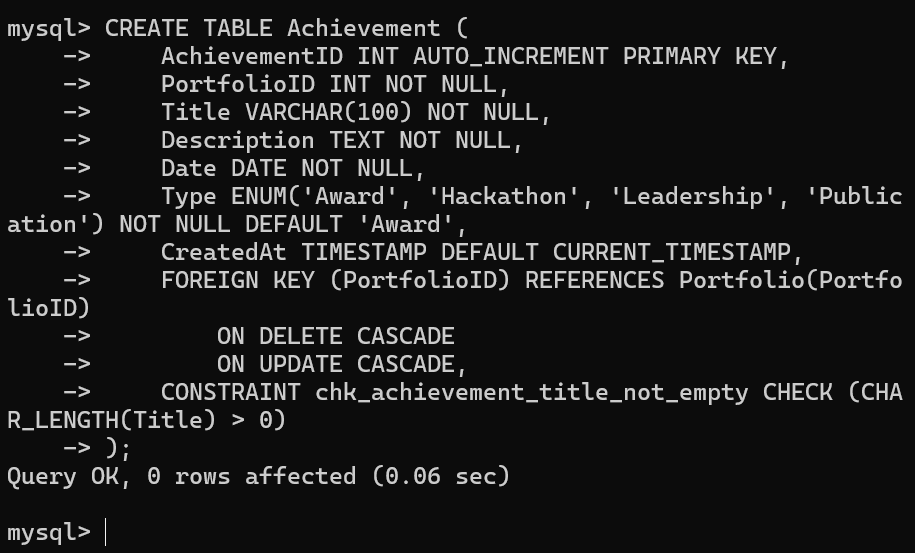 mysql> CREATE TABLE Achievement (
    ->     AchievementID INT AUTO_INCREMENT PRIMARY KEY,
    ->     PortfolioID INT NOT NULL,
    ->     Title VARCHAR(100) NOT NULL,
    ->     Description TEXT NOT NULL,
    ->     Date DATE NOT NULL,
    ->     Type ENUM('Award', 'Hackathon', 'Leadership', 'Public
ation') NOT NULL DEFAULT 'Award',
    ->     CreatedAt TIMESTAMP DEFAULT CURRENT_TIMESTAMP,
    ->     FOREIGN KEY (PortfolioID) REFERENCES Portfolio(Portfo
lioID)
    ->         ON DELETE CASCADE
    ->         ON UPDATE CASCADE,
    ->     CONSTRAINT chk_achievement_title_not_empty CHECK (CHA
R_LENGTH(Title) > 0)
    -> );
Query OK, 0 rows affected (0.06 sec)

mysql>